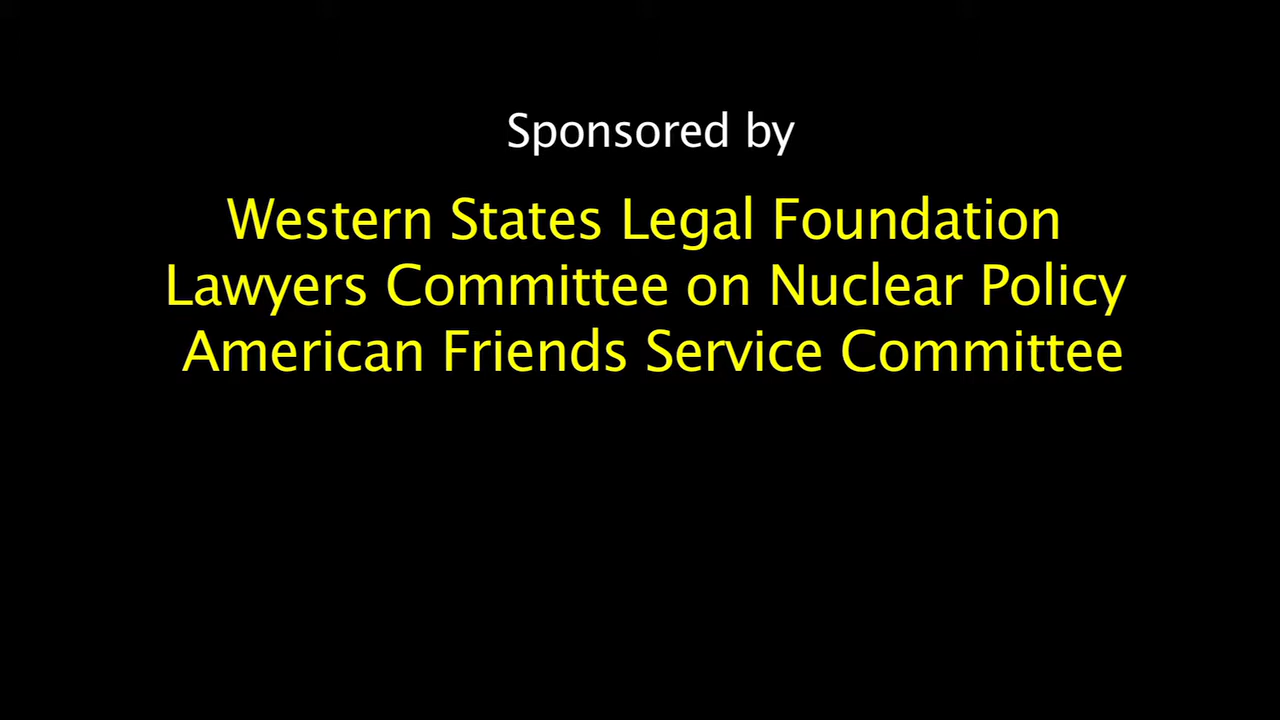 Sponsored by
Western States Legal Foundation
Lawyers Committee on Nuclear Policy
American Friends Service Committee